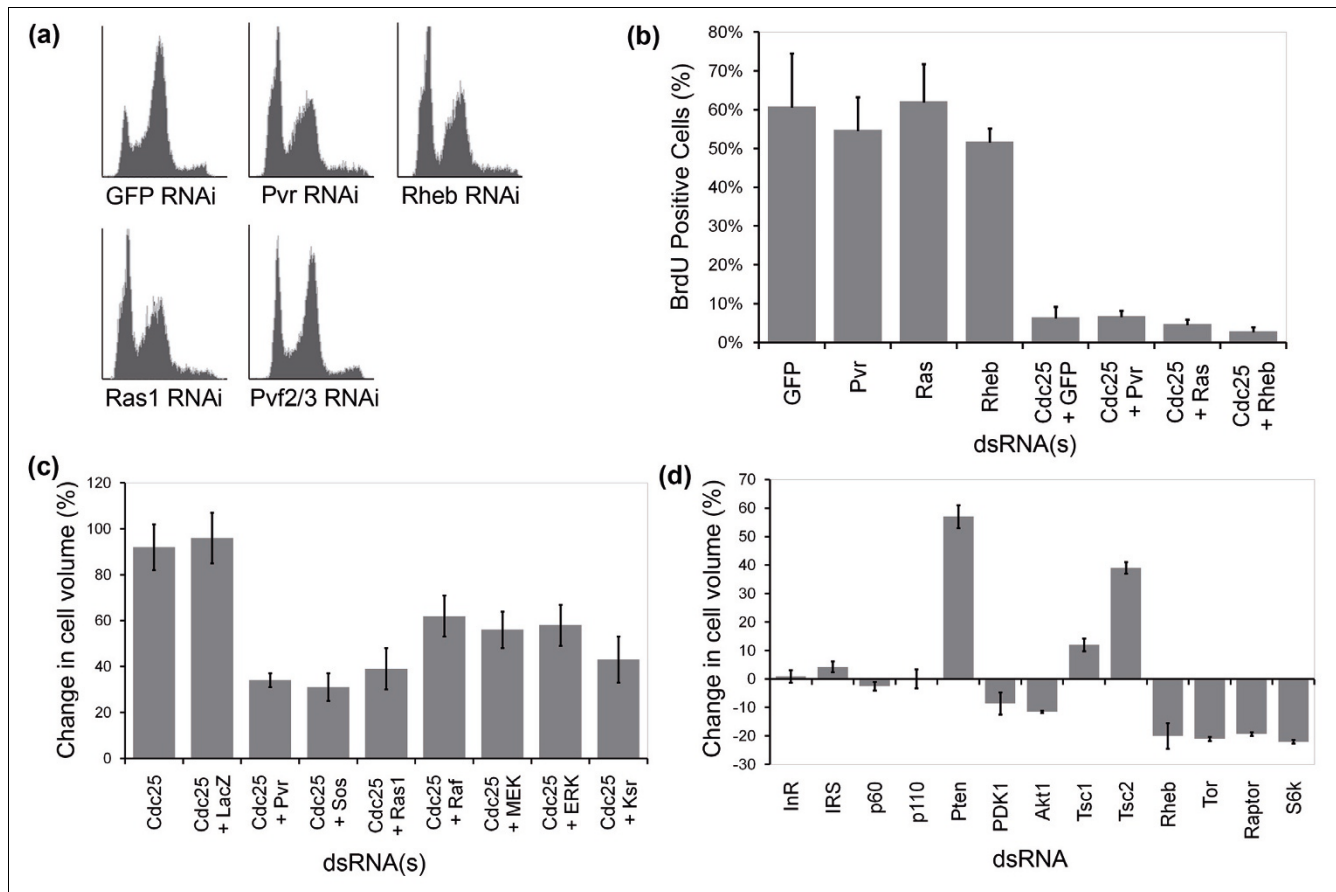 (a)
GFP RNAi
Pvr RNAi
Rheb RNAi
Ras1 RNAi
Pvf2/3 RNAi
(b)
BrdU Positive Cells (%)
80%
70%
60%
50%
40%
30%
20%
10%
0%
GFP
Pvr
Ras
Rheb
Cdc25
+ GFP
Cdc25
+ Pvr
Cdc25
+ Ras
Cdc25
+ Rheb
dsRNA(s)
(c)
Change in cell volume (%)
120
100
80
60
40
20
0
Cdc25
Cdc25
+ LacZ
Cdc25
+ Pvr
Cdc25
+ Sos
Cdc25
+ Ras1
Cdc25
+ Raf
Cdc25
+ MEK
Cdc25
+ ERK
Cdc25
+ Ksr
dsRNA(s)
(d)
Change in cell volume (%)
70
60
50
40
30
20
10
0
-10
-20
-30
InR
IRS
p60
p110
Pten
PDK1
Akt1
Tsc1
Tsc2
Rheb
Tor
Raptor
S6k
dsRNA